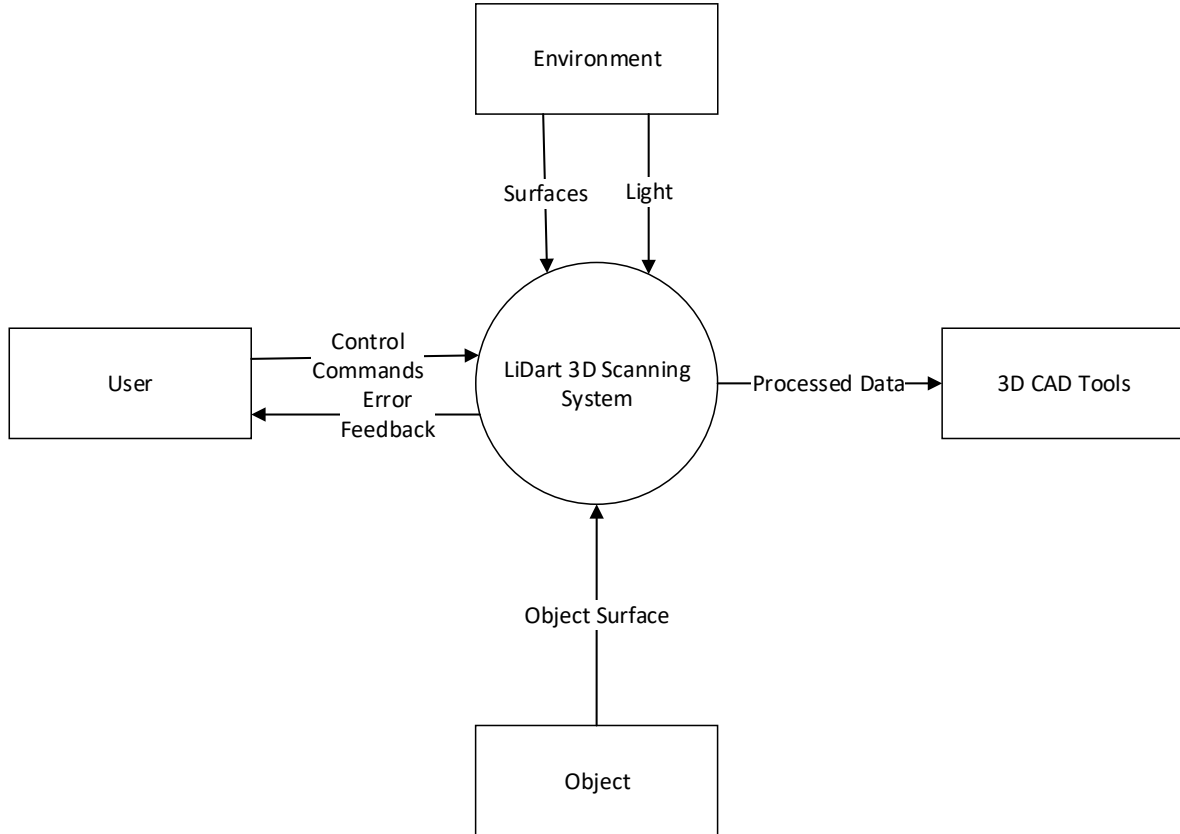 Environment
Surfaces
Light
User
Control
Commands
Error
Feedback
LiDart 3D Scanning
System
Processed Data
3D CAD Tools
Object Surface
Object